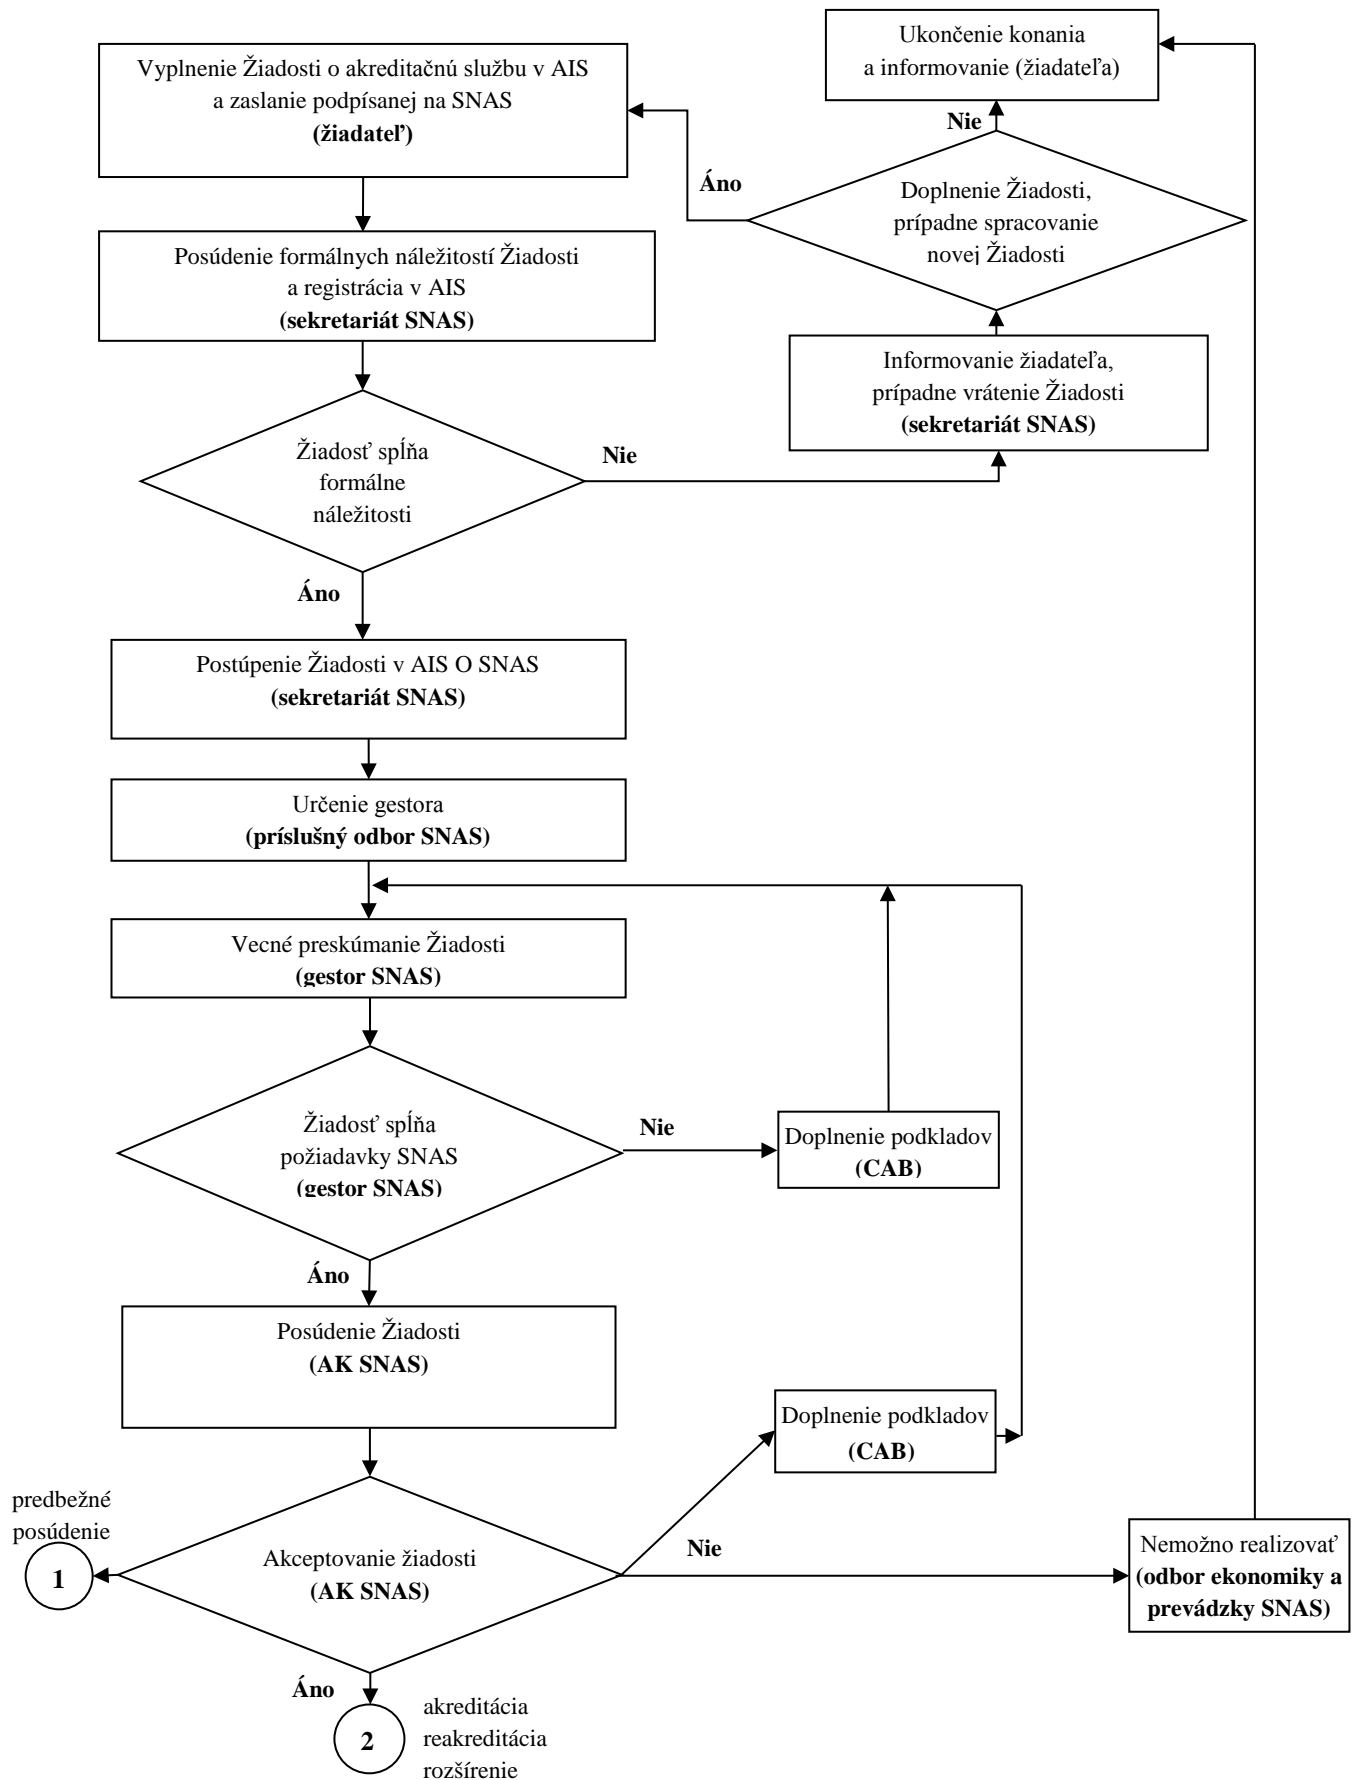 Ukončenie konania
a informovanie (žiadateľa)
Vyplnenie Žiadosti o akreditačnú službu v AIS
a zaslanie podpísanej na SNAS
(žiadateľ)
Nie
Áno
Doplnenie Žiadosti,
prípadne spracovanie
novej Žiadosti
Posúdenie formálnych náležitostí Žiadosti
a registrácia v AIS
(sekretariát SNAS)
Informovanie žiadateľa,
prípadne vrátenie Žiadosti
(sekretariát SNAS)
Žiadosť spĺňa
formálne
náležitosti
Nie
Áno
Postúpenie Žiadosti v AIS O SNAS
(sekretariát SNAS)
Určenie gestora
(príslušný odbor SNAS)
Vecné preskúmanie Žiadosti
(gestor SNAS)
Žiadosť spĺňa
požiadavky SNAS
(gestor SNAS)
Nie
Doplnenie podkladov
(CAB)
Áno
Posúdenie Žiadosti
(AK SNAS)
Doplnenie podkladov
(CAB)
predbežné
posúdenie
1
Akceptovanie žiadosti
(AK SNAS)
Nie
Nemožno realizovať
(odbor ekonomiky a
prevádzky SNAS)
Áno
2
akreditácia
reakreditácia
rozšírenie